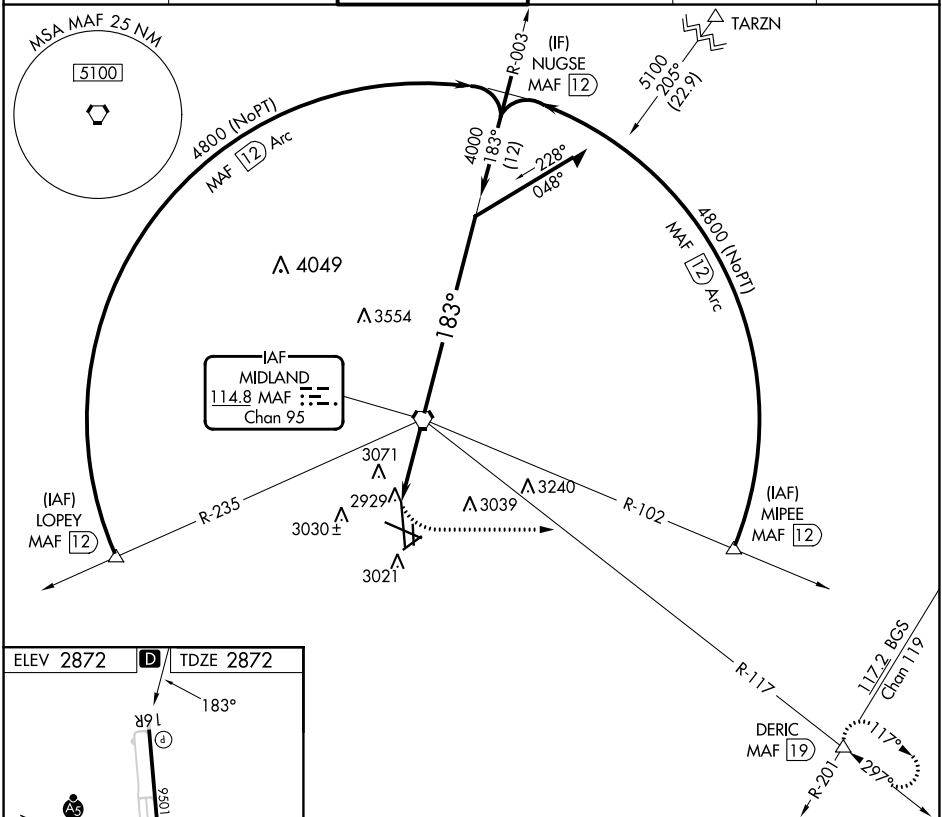 MSA MAF 25 NM
5100
R-003
(IF)
NUGSE
MAF 12
TARZN
5100
205°
(22.9)
4800 (NoPT)
MAF 12 Arc
4000
183°
(12)
228°
048°
4800 (NoPT)
MAF 12 Arc
4049
3554
183°
IAF
MIDLAND
114.8 MAF
Chan 95
3071
2929
3030 ±
3039
3240
3021
(IAF)
LOPEY
MAF 12
R-235
R-102
(IAF)
MIPEE
MAF 12
R-117
117.2 BGS
Chan 119
DERIC
MAF 19
117°
297°
R-201
ELEV 2872
D
TDZE 2872
183°
16R
P
9501
A5